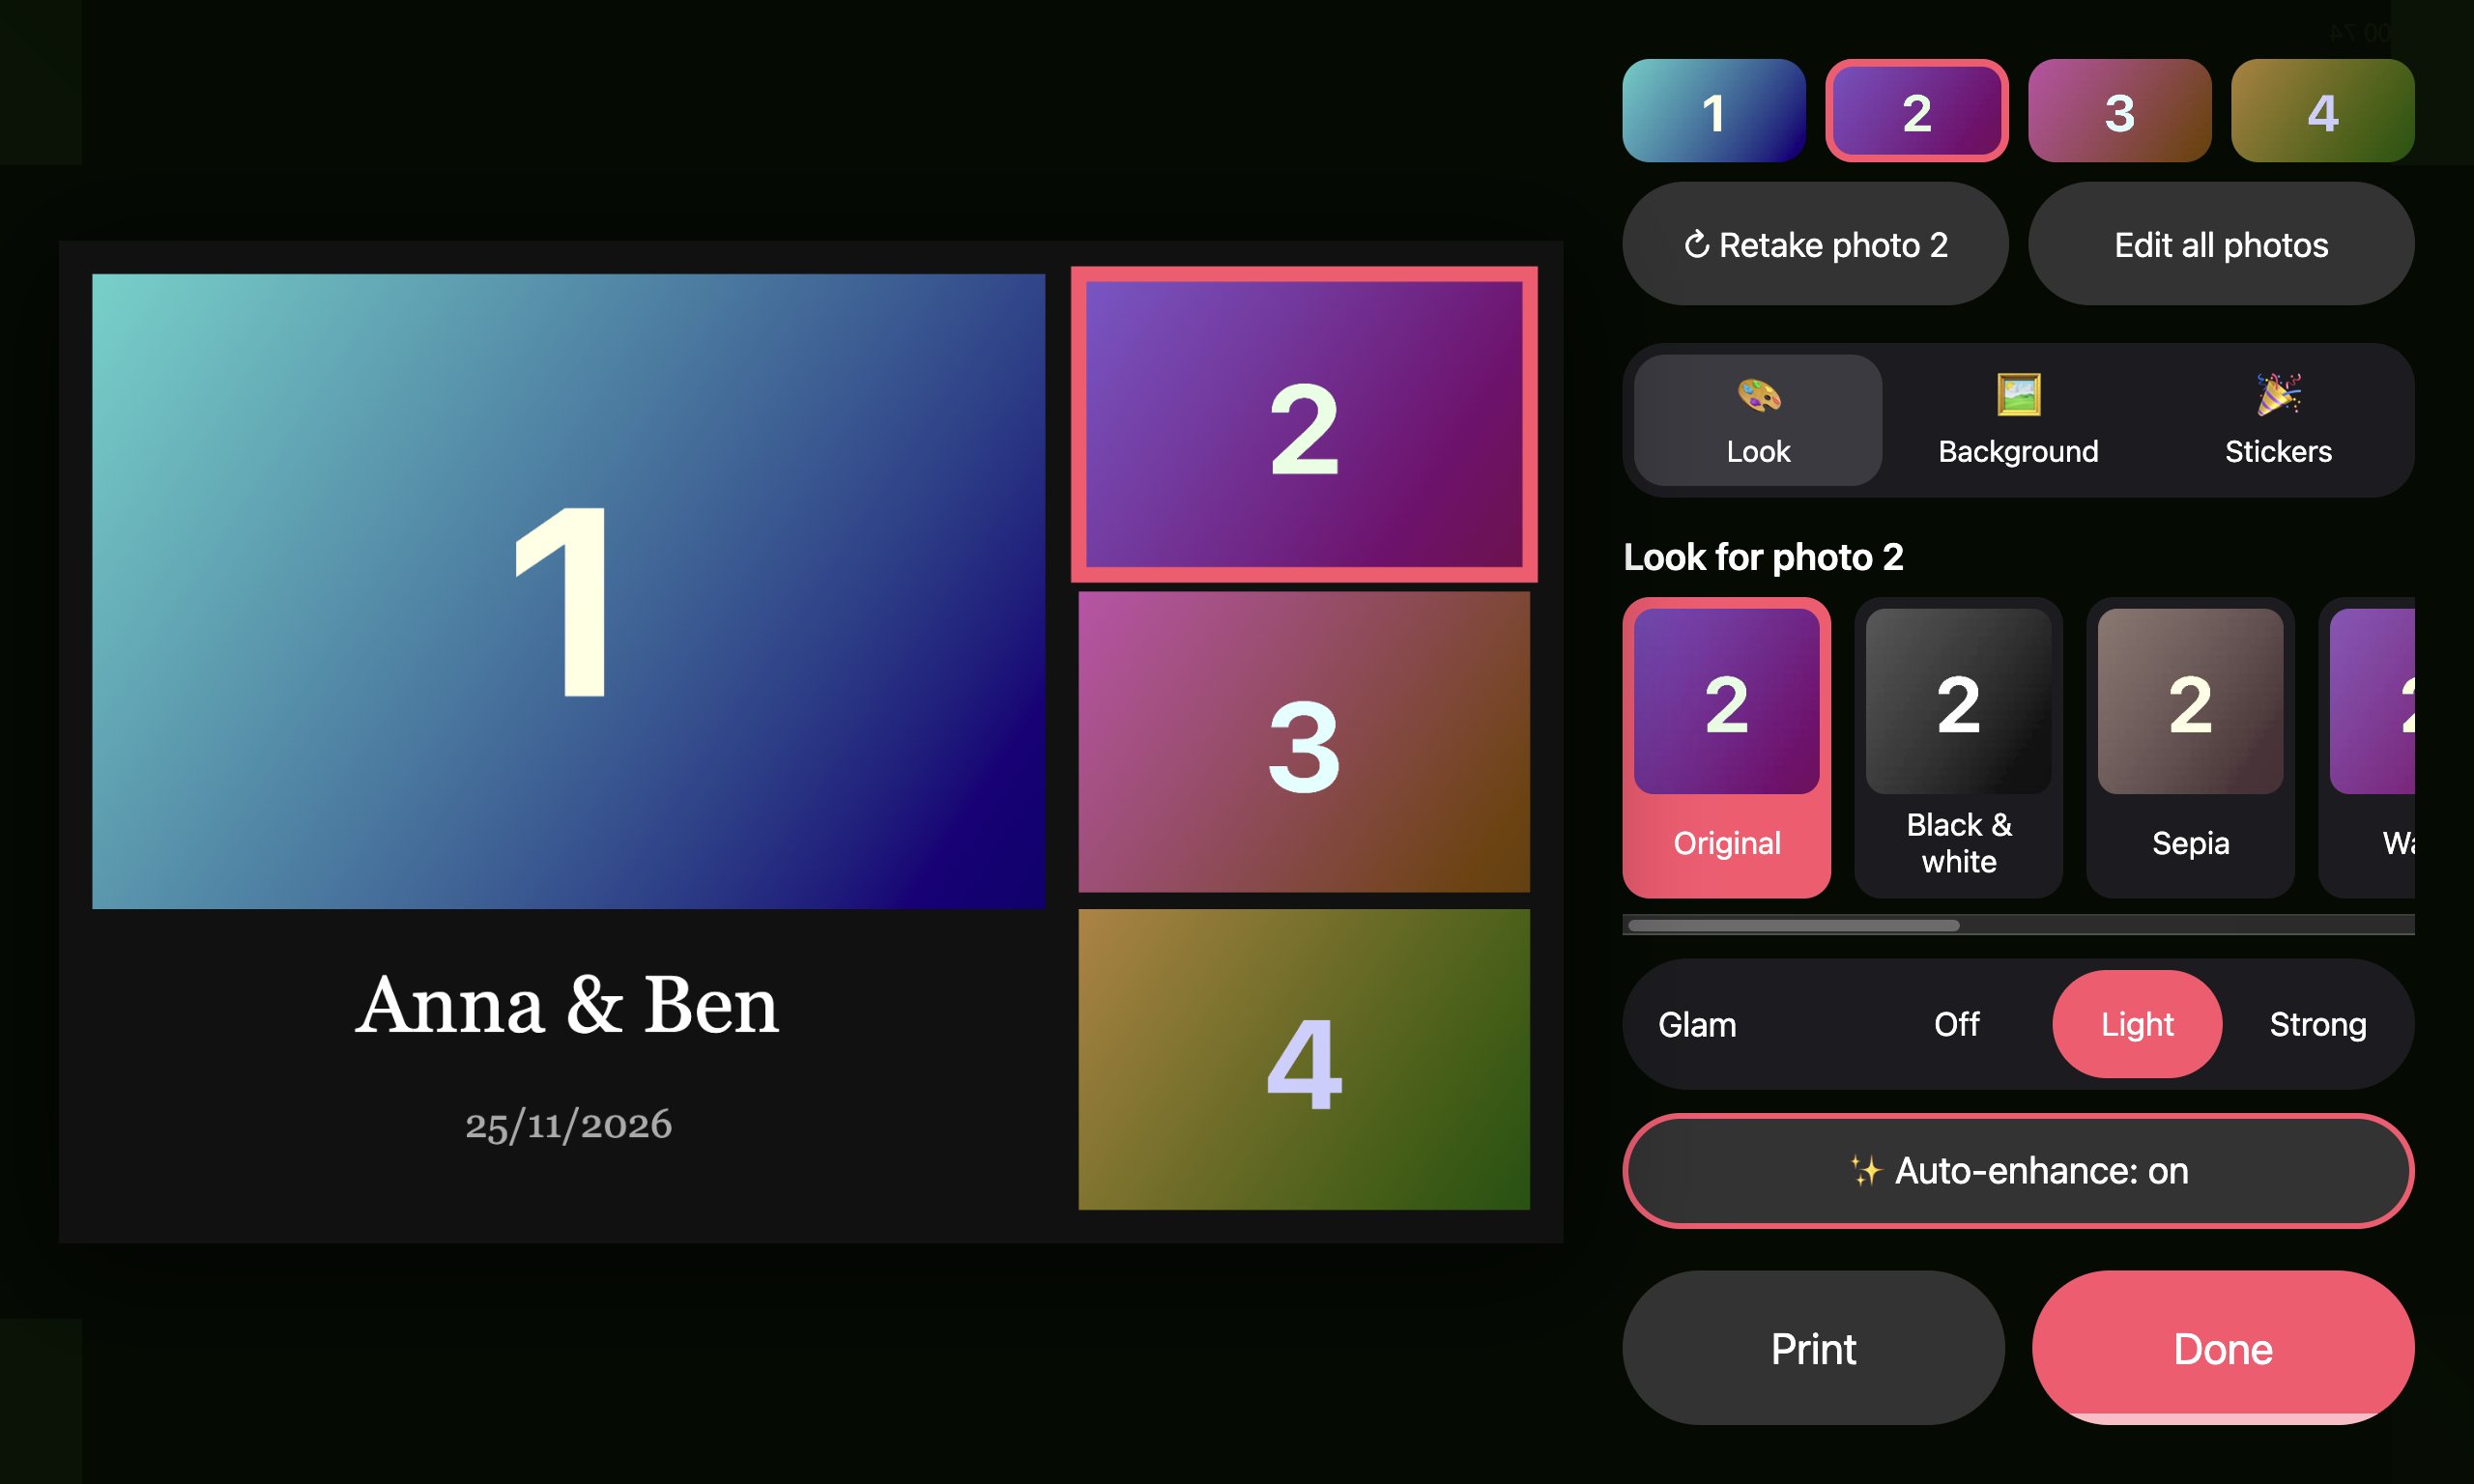 1
2
3
4
Anna & Ben
25/11/2026
1
2
3
4
↻ Retake photo 2
Edit all photos
Look
Background
Stickers
Look for photo 2
2
2
2
Original
Black &
white
Sepia
Glam
Off
Light
Strong
✨ Auto-enhance: on
Print
Done